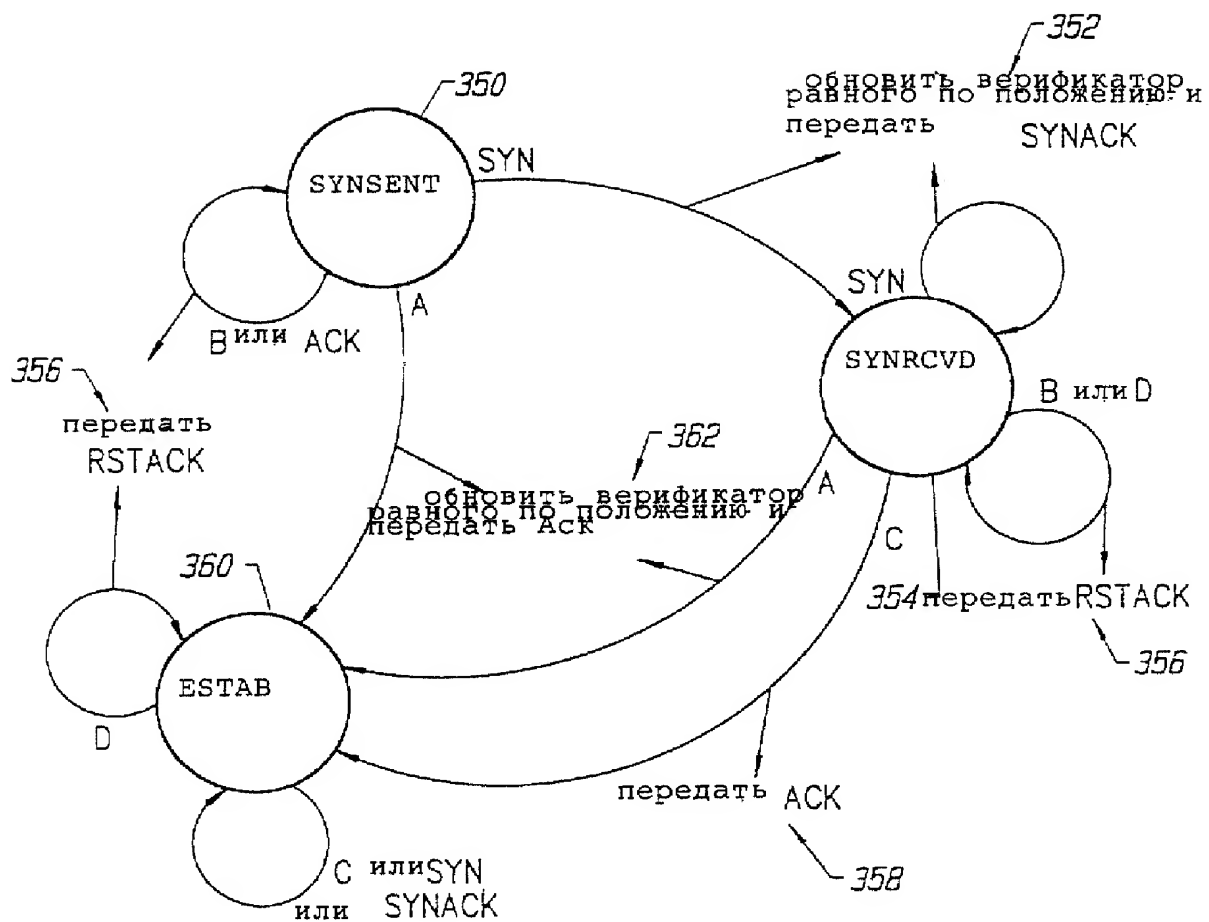 352
обновить верификатор
равного по положению и
передать SYNACK
350
SYN
SYNSENT
SYN
A
B или ACK
SYNRCVD
356
передать
RSTACK
B или D
362
обновить верификатор
равного по положению и
передать Ack
A
C
360
354 передать RSTACK
356
ESTAB
D
передать ACK
358
C или SYN
или SYNACK